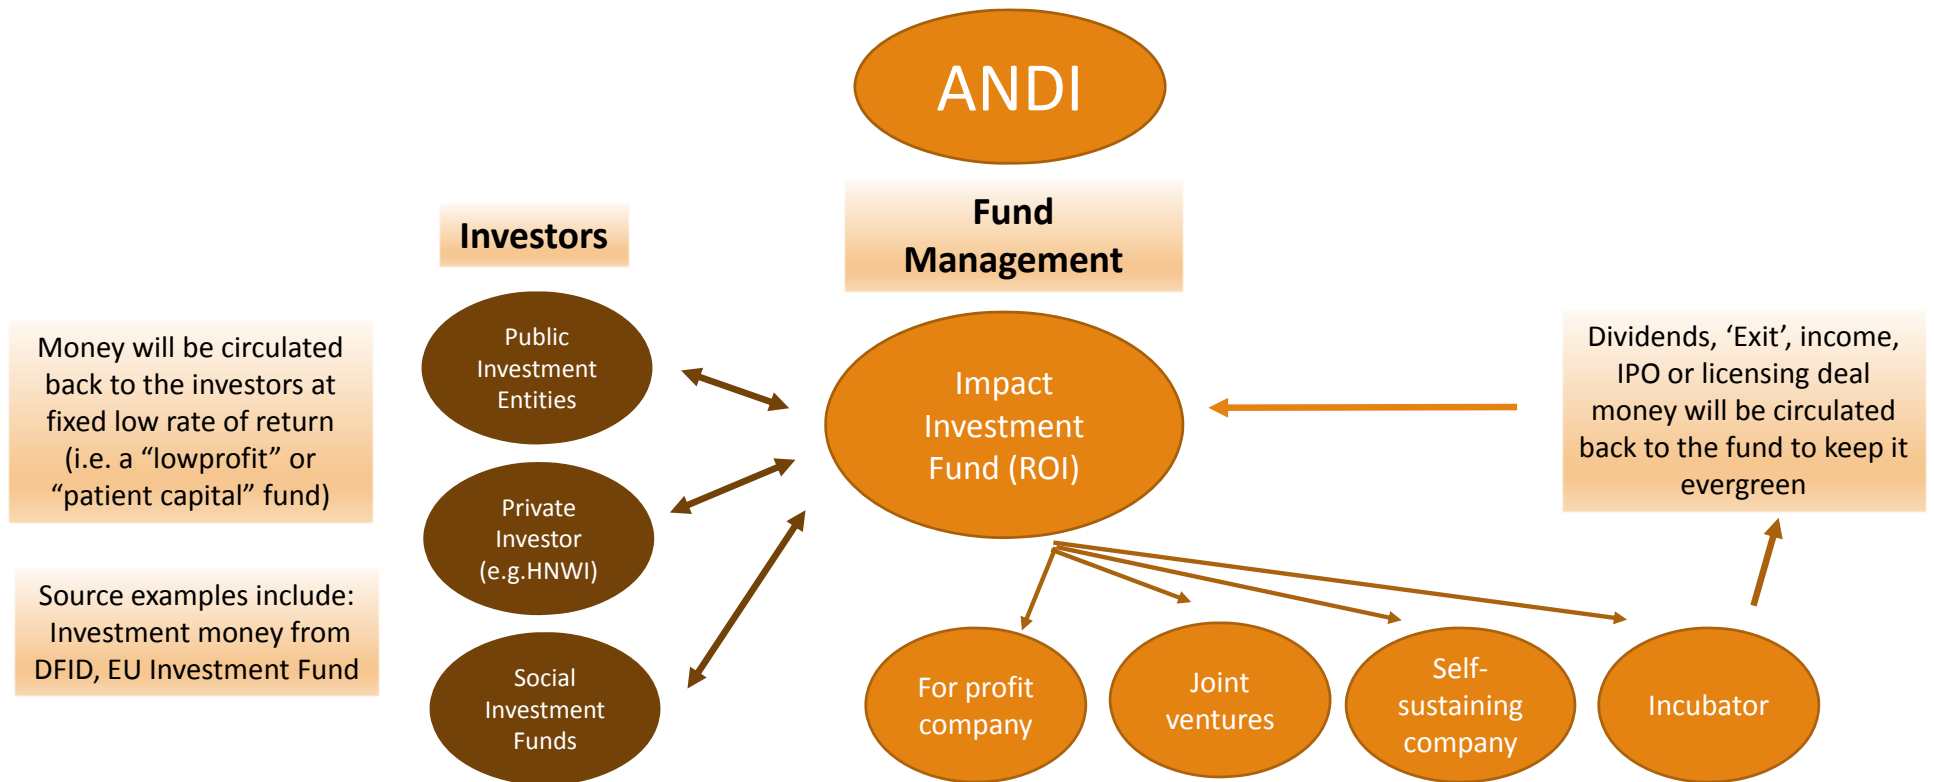 ANDI
Fund
Management
Investors
Public
Investment
Entities
Private
Investor
(e.g.HNWI)
Social
Investment
Funds
Money will be circulated
back to the investors at
fixed low rate of return
(i.e. a “lowprofit” or
“patient capital” fund)
Source examples include:
Investment money from
DFID, EU Investment Fund
Impact
Investment
Fund (ROI)
Dividends, ‘Exit’, income,
IPO or licensing deal
money will be circulated
back to the fund to keep it
evergreen
For profit
company
Joint
ventures
Self-
sustaining
company
Incubator